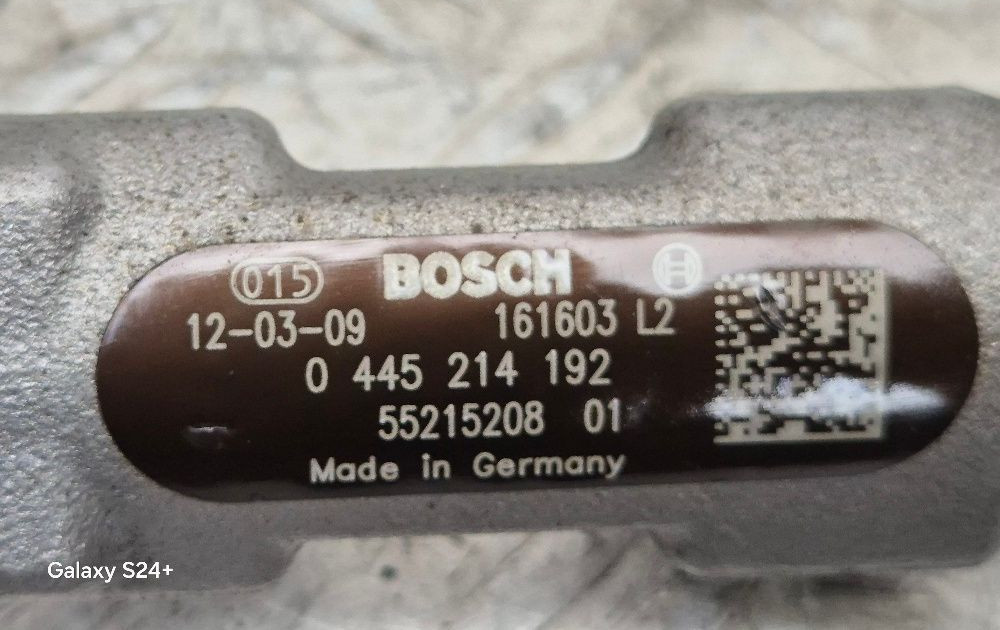 015 BOSCH H
12-03-09 161603 L2
0 445 214 192
55215208 01
Made in Germany
Galaxy S24+